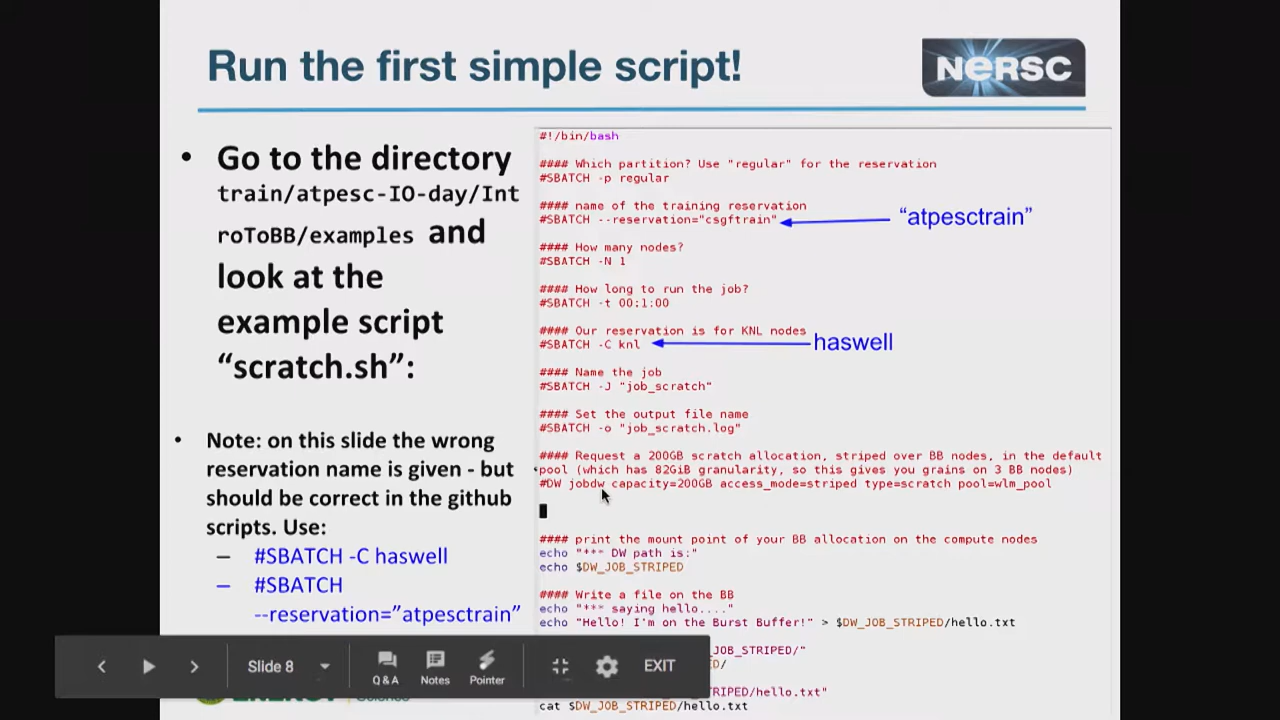 Run the first simple script!
NERSC
• Go to the directory
train/atpesc-IO-day/Int
roToBB/examples and
look at the
example script
“scratch.sh”:
• Note: on this slide the wrong
reservation name is given - but
should be correct in the github
scripts. Use:
– #SBATCH -C haswell
– #SBATCH
--reservation=”atpesctrain”
#!/bin/bash
#### Which partition? Use "regular" for the reservation
#SBATCH -p regular
#### name of the training reservation
#SBATCH --reservation="csgftrain"
“atpesctrain”
#### How many nodes?
#SBATCH -N 1
#### How long to run the job?
#SBATCH -t 00:1:00
#### Our reservation is for KNL nodes
#SBATCH -C knl
haswell
#### Name the job
#SBATCH -J "job_scratch"
#### Set the output file name
#SBATCH -o "job_scratch.log"
#### Request a 200GB scratch allocation, striped over BB nodes, in the default
pool (which has 82GiB granularity, so this gives you grains on 3 BB nodes)
#DW jobdw capacity=200GB access_mode=striped type=scratch pool=wlm_pool
#### print the mount point of your BB allocation on the compute nodes
echo "*** DW path is:"
echo $DW_JOB_STRIPED
#### Write a file on the BB
echo "*** saying hello...."
echo "Hello! I'm on the Burst Buffer!" > $DW_JOB_STRIPED/hello.txt
JOB_STRIPED/"
D/
STRIPED/hello.txt"
cat $DW_JOB_STRIPED/hello.txt
Slide 8
Q & A
Notes
Pointer
EXIT